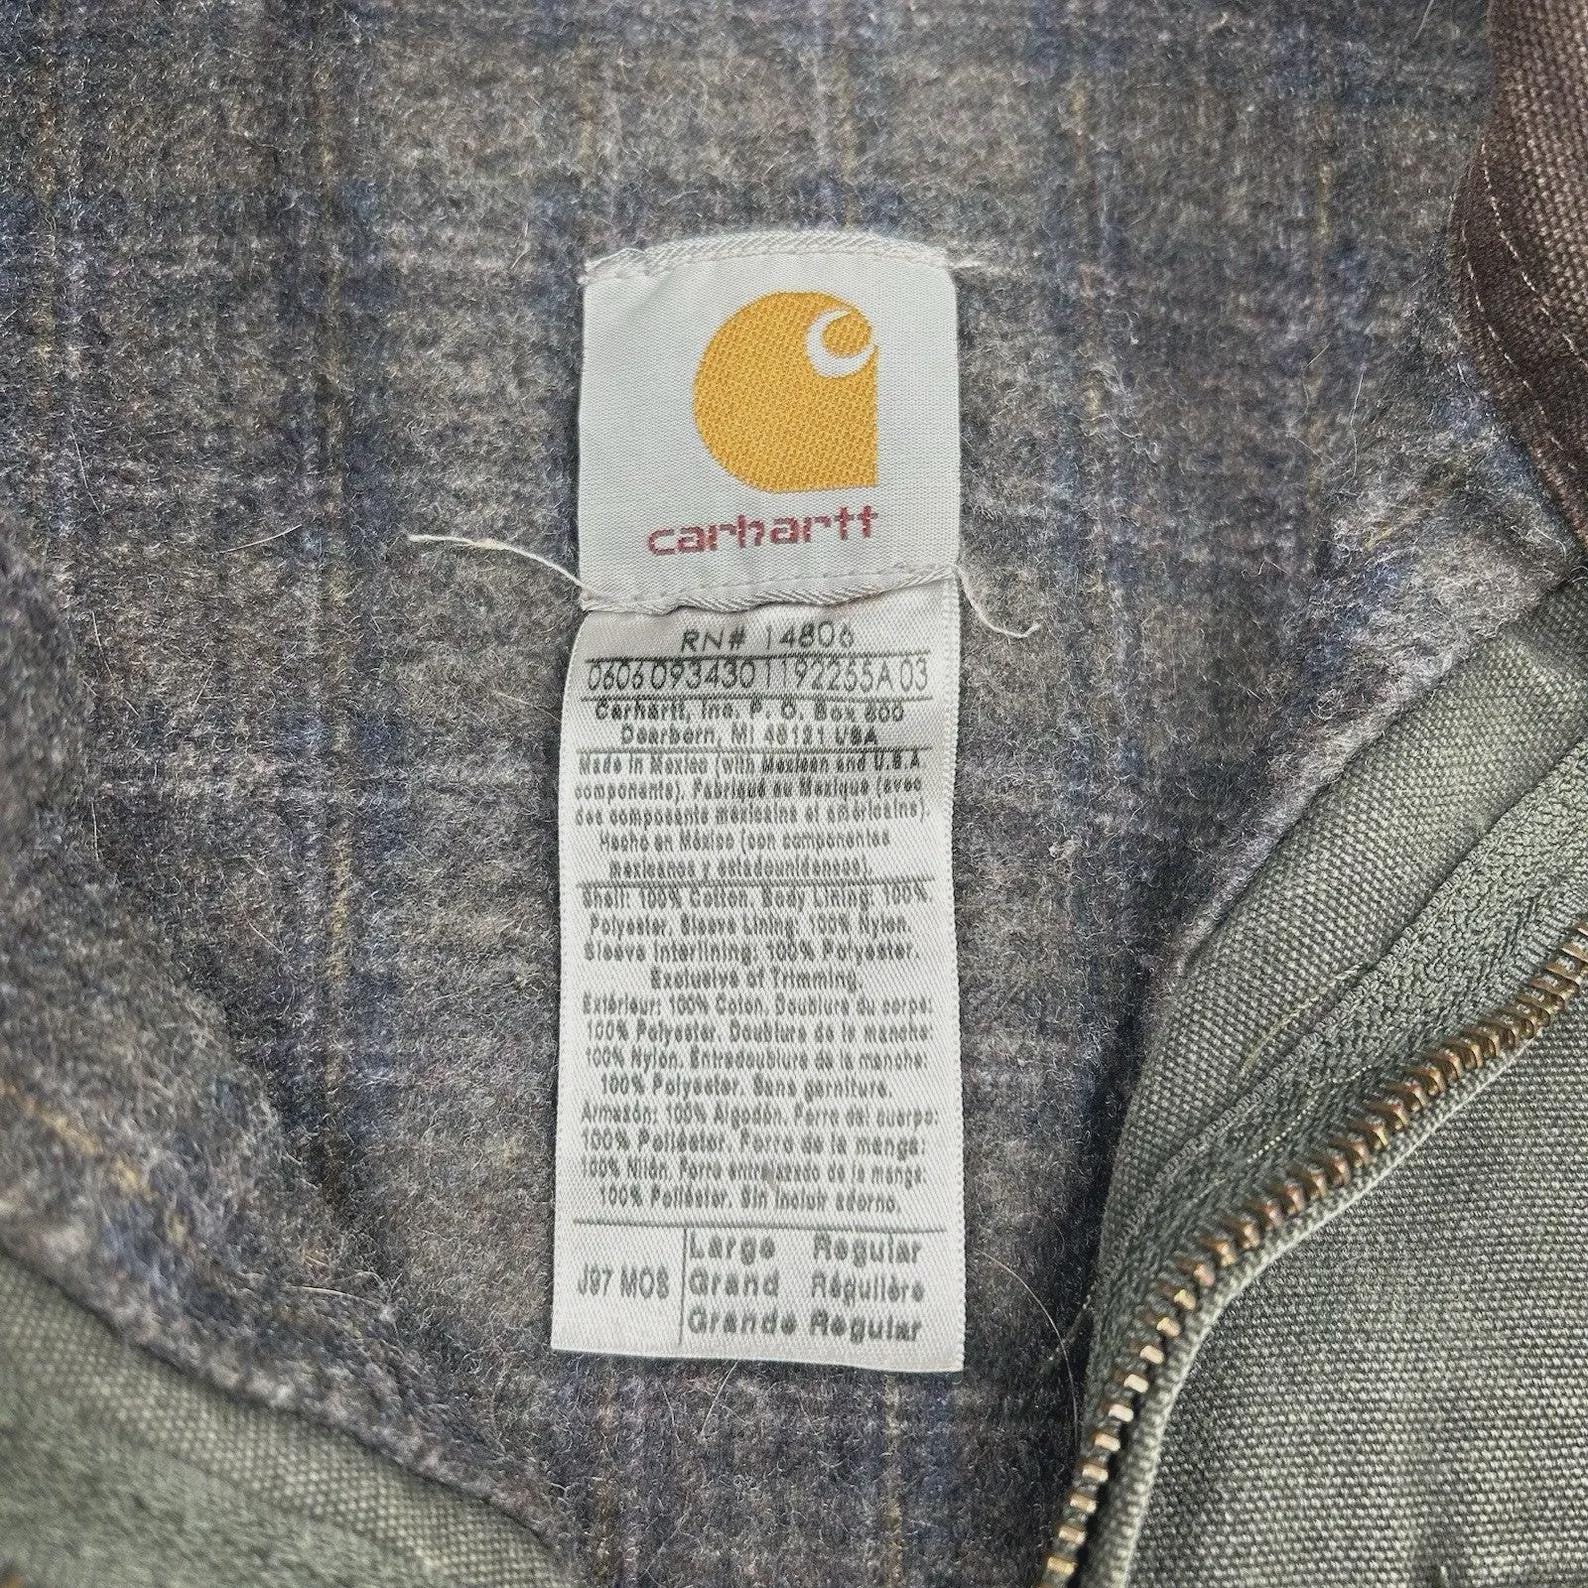 carhartt
RN# 14806
0606 093430 1192255A 03
Carhartt, Inc. P. O. Box 600
Dearborn, MI 48121 USA
Made in Mexico (with Mexican and U.S.A
components). Fabriqué au Mexique (avec
des composants mexicains et américains).
Hecho en México (con componentes
mexicanos y estadounidenses).
Shell: 100% Cotton. Body Lining: 100%
Polyester. Sleeve Lining: 100% Nylon.
Sleeve Interlining: 100% Polyester.
Exclusive of Trimming.
Extérieur: 100% Coton. Doublure du corps:
100% Polyester. Doublure de la manche:
100% Nylon. Entredoublure de la manche:
100% Polyester. Sans garniture.
Armazón: 100% Algodón. Forro del cuerpo:
100% Poliéster. Forro de la manga:
100% Nilón. Forro entrelazado de la manga:
100% Poliéster. Sin incluir adorno.
J97 MOS
Large Regular
Grand Régulière
Grande Regular